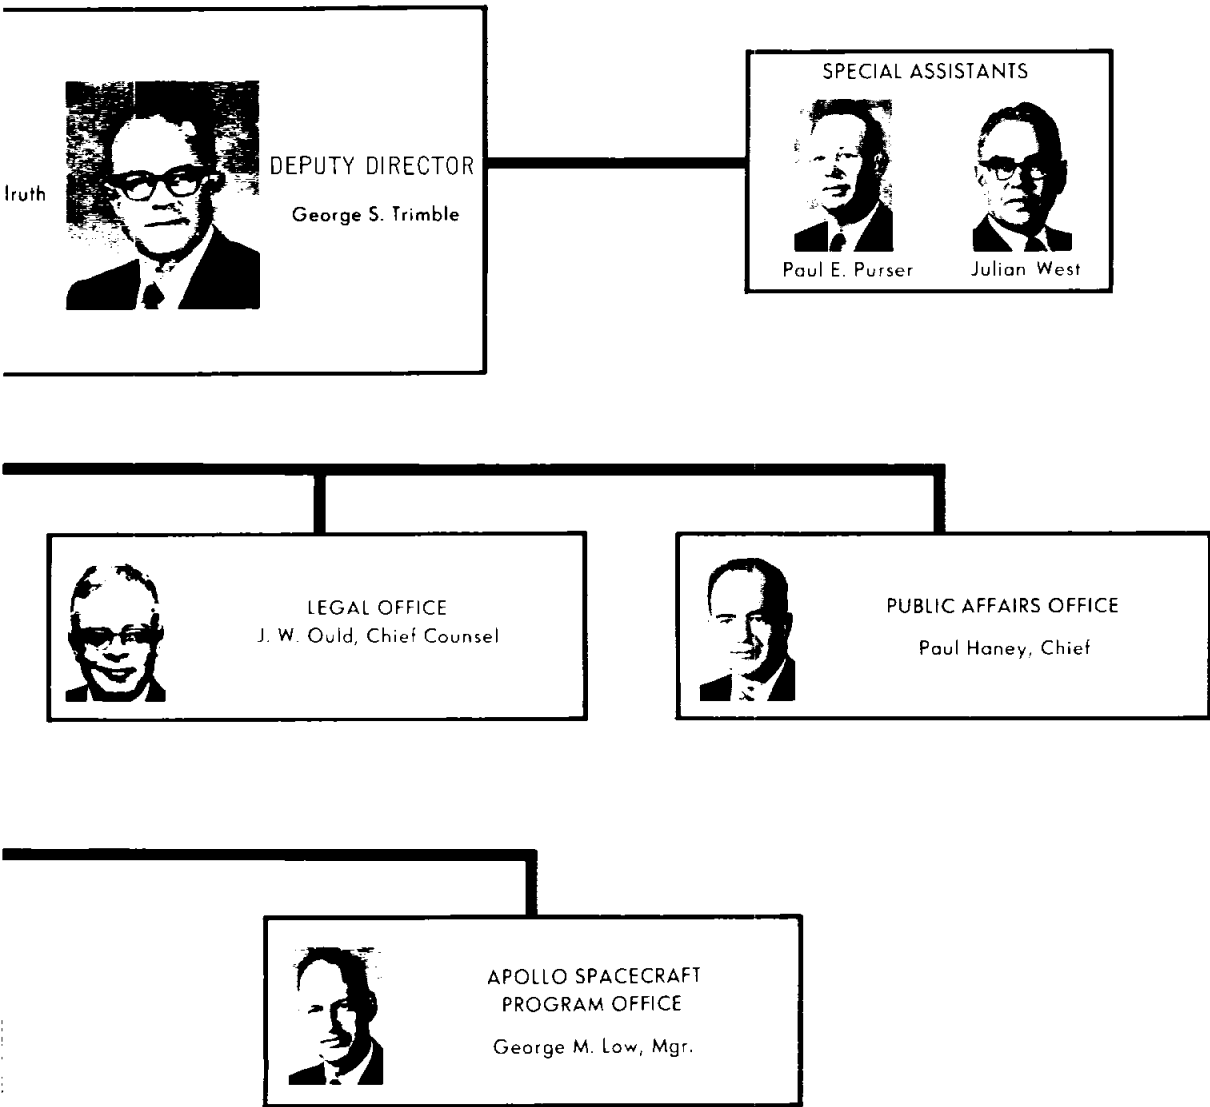 lruth
DEPUTY DIRECTOR
George S. Trimble
SPECIAL ASSISTANTS
Paul E. Purser
Julian West
LEGAL OFFICE
J. W. Ould, Chief Counsel
PUBLIC AFFAIRS OFFICE
Paul Haney, Chief
APOLLO SPACECRAFT
PROGRAM OFFICE
George M. Low, Mgr.